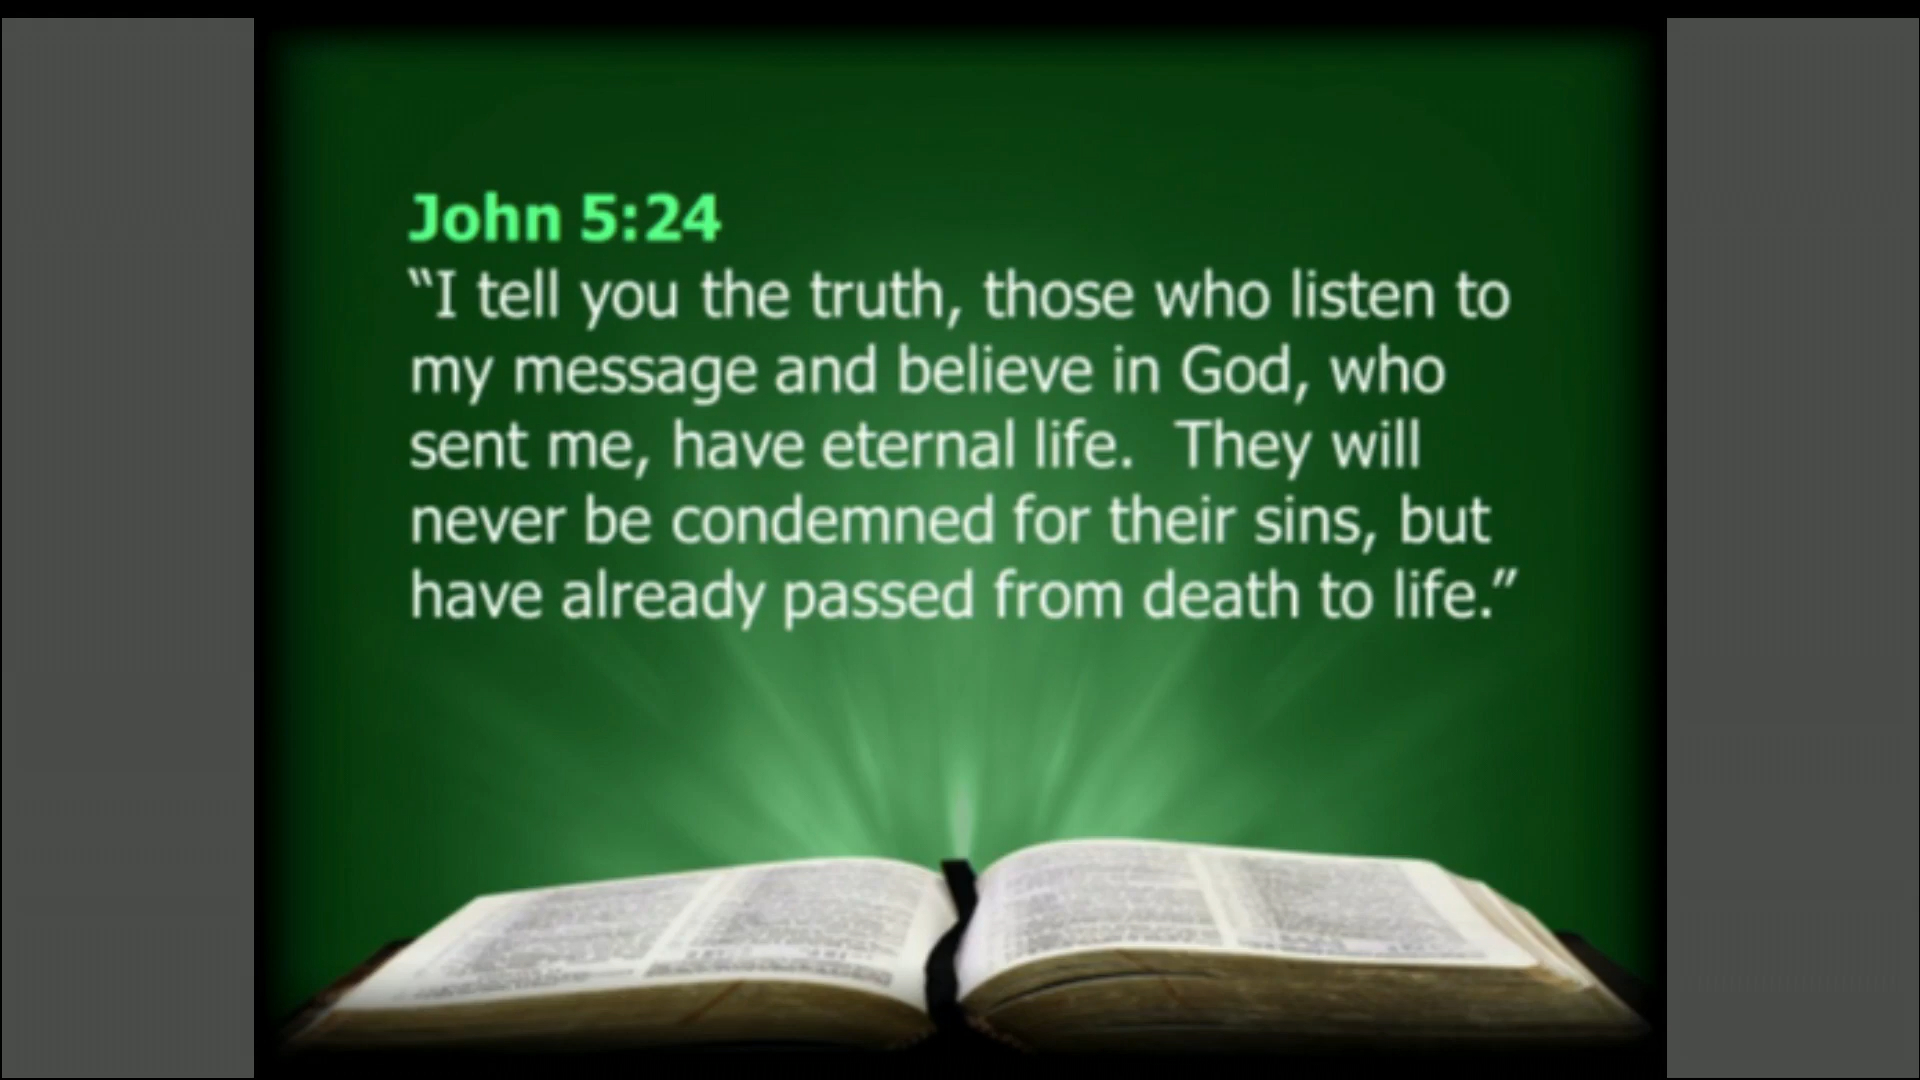 John 5:24
“I tell you the truth, those who listen to
my message and believe in God, who
sent me, have eternal life.  They will
never be condemned for their sins, but
have already passed from death to life.”